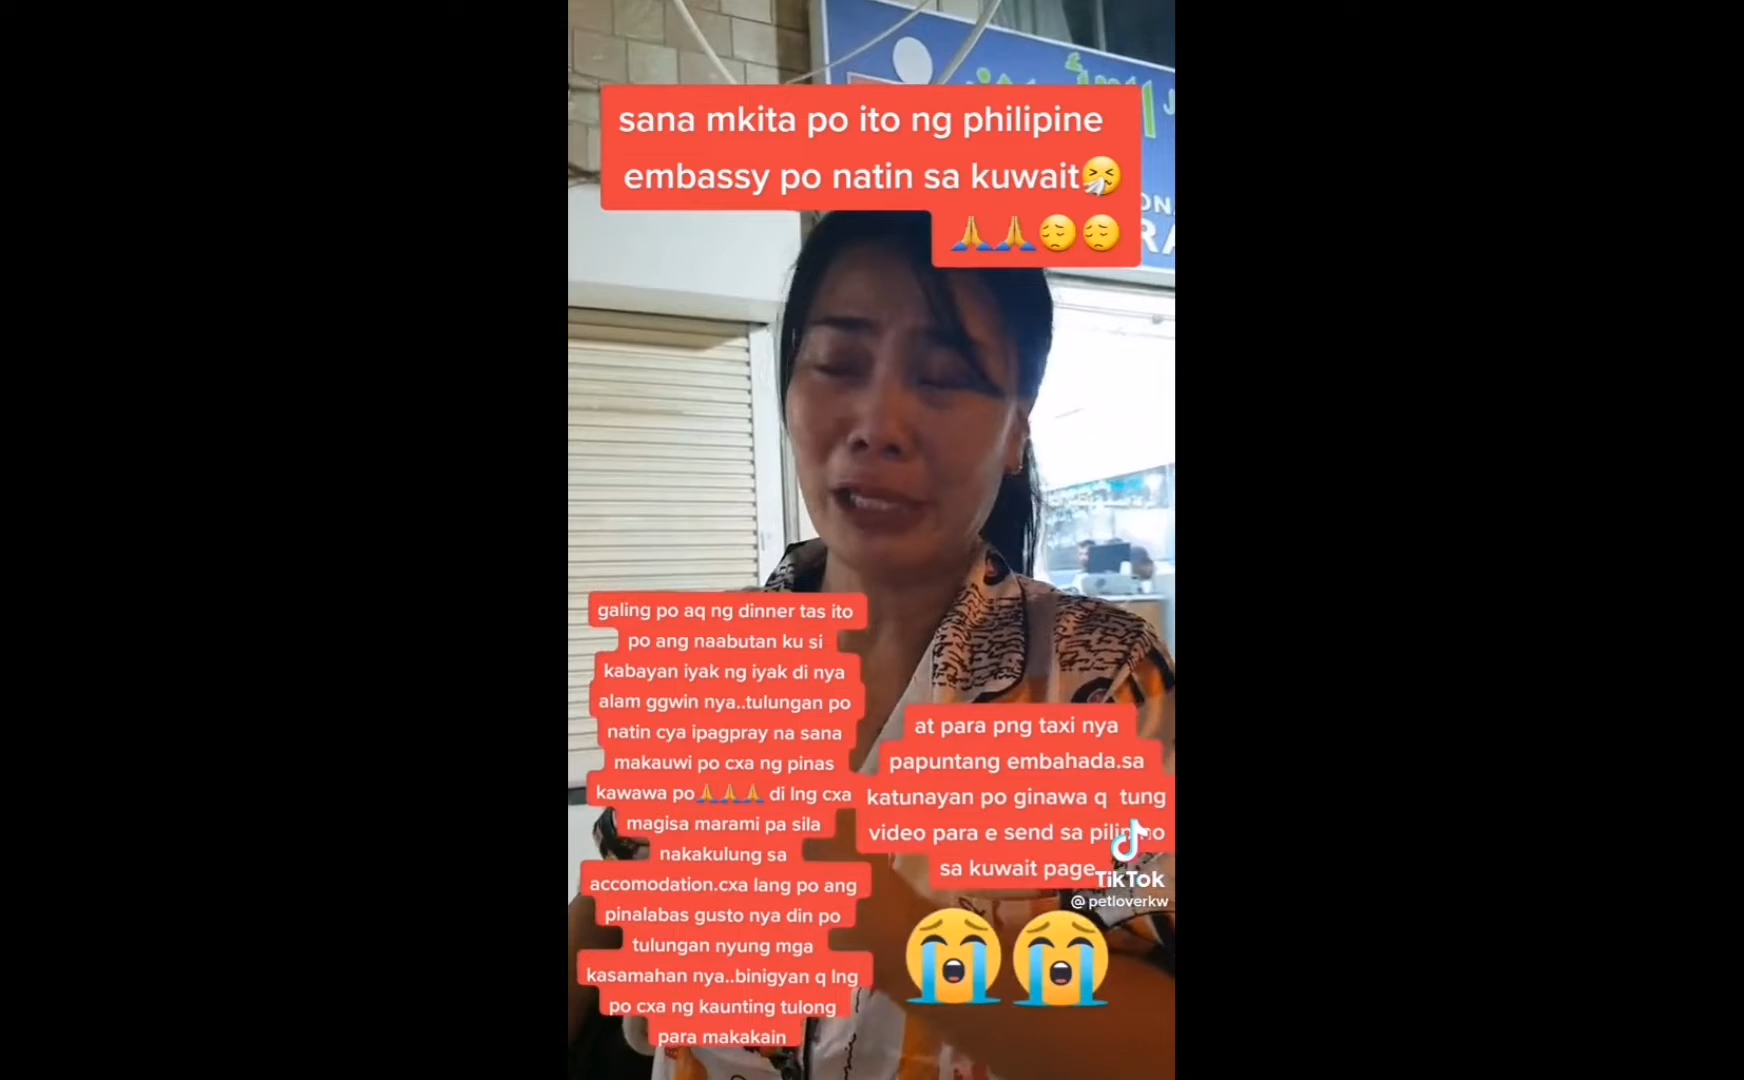 sana mkita po ito ng philipine
embassy po natin sa kuwait🤧
🙏🙏😔😔
galing po aq ng dinner tas ito
po ang naabutan ku si
kabayan iyak ng iyak di nya
alam ggwin nya..tulungan po
natin cya ipagpray na sana
makauwi po cxa ng pinas
kawawa po🙏🙏🙏 di lng cxa
magisa marami pa sila
nakakulung sa
accomodation.cxa lang po ang
pinalabas gusto nya din po
tulungan nyung mga
kasamahan nya..binigyan q lng
po cxa ng kaunting tulong
para makakain
at para png taxi nya
papuntang embahada.sa
katunayan po ginawa q tung
video para e send sa pilipino
sa kuwait page
😭😭
TikTok
@ petloverkw